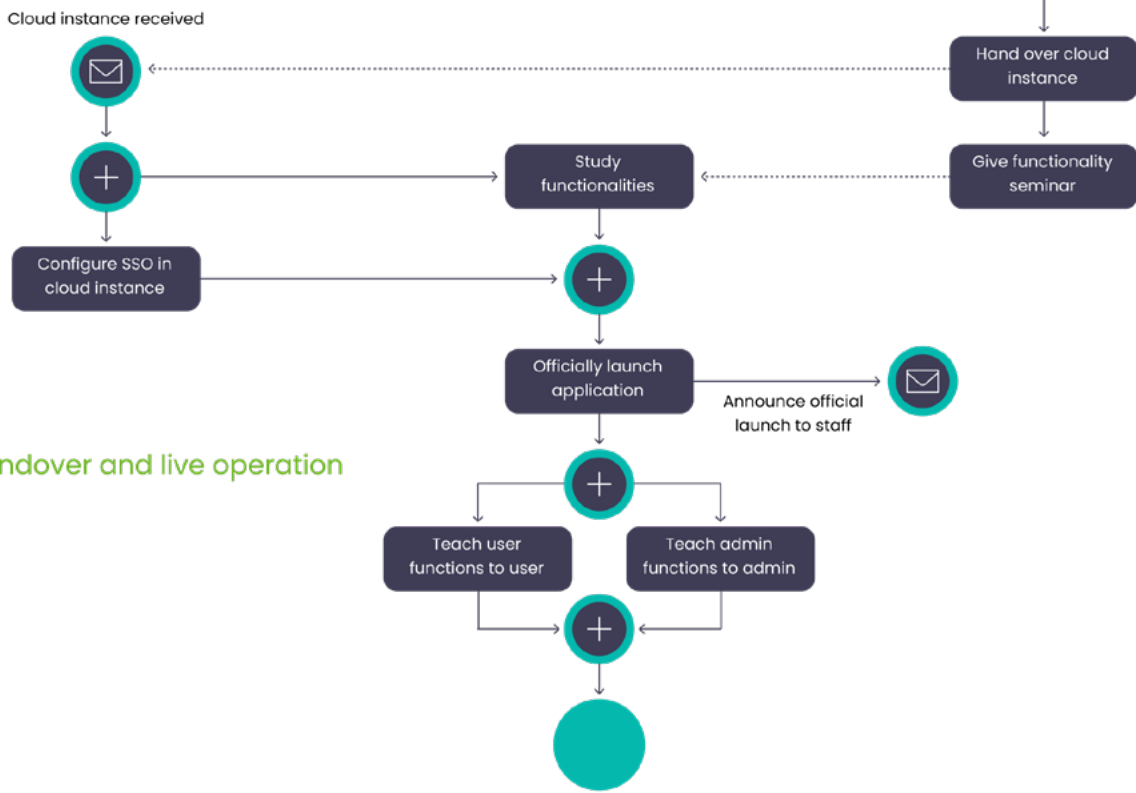 Cloud instance received
Hand over cloud
instance
Study
functionalities
Give functionality
seminar
Configure SSO in
cloud instance
Officially launch
application
Announce official
launch to staff
ndover and live operation
Teach user
functions to user
Teach admin
functions to admin